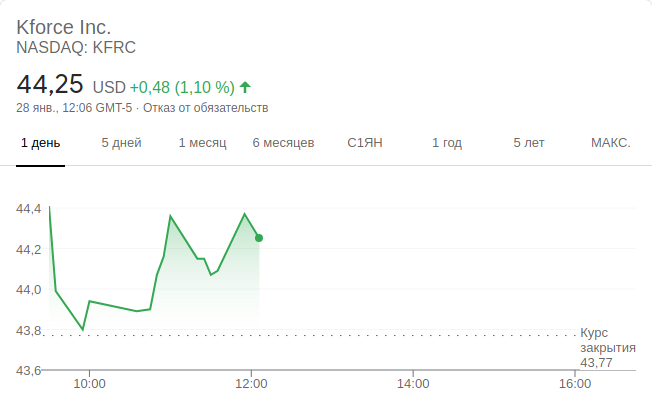 Kforce Inc.
NASDAQ: KFRC
44,25 USD +0,48 (1,10 %)
28 янв., 12:06 GMT-5 · Отказ от обязательств
1 день 5 дней 1 месяц 6 месяцев С1ЯН 1 год 5 лет МАКС.
44,4
44,2
44,0
43,8
Курс
закрытия
43,77
43,6
10:00 12:00 14:00 16:00